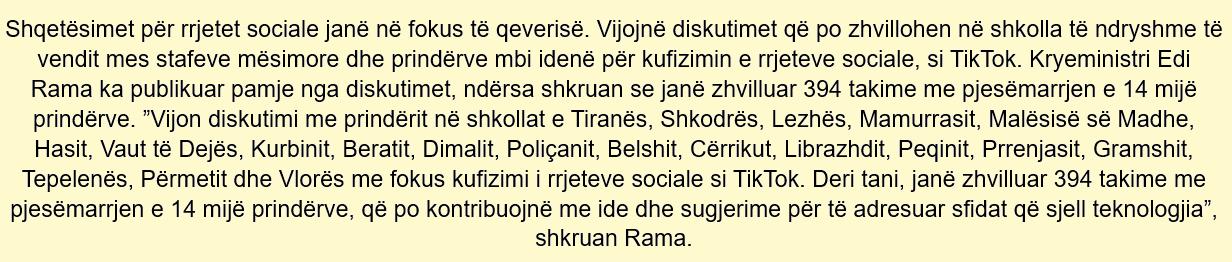 Shqetësimet për rrjetet sociale janë në fokus të qeverisë. Vijojnë diskutimet që po zhvillohen në shkolla të ndryshme të
vendit mes stafeve mësimore dhe prindërve mbi idenë për kufizimin e rrjeteve sociale, si TikTok. Kryeministri Edi
Rama ka publikuar pamje nga diskutimet, ndërsa shkruan se janë zhvilluar 394 takime me pjesëmarrjen e 14 mijë
prindërve. ”Vijon diskutimi me prindërit në shkollat e Tiranës, Shkodrës, Lezhës, Mamurrasit, Malësisë së Madhe,
Hasit, Vaut të Dejës, Kurbinit, Beratit, Dimalit, Poliçanit, Belshit, Cërrikut, Librazhdit, Peqinit, Prrenjasit, Gramshit,
Tepelenës, Përmetit dhe Vlorës me fokus kufizimi i rrjeteve sociale si TikTok. Deri tani, janë zhvilluar 394 takime me
pjesëmarrjen e 14 mijë prindërve, që po kontribuojnë me ide dhe sugjerime për të adresuar sfidat që sjell teknologjia”,
shkruan Rama.